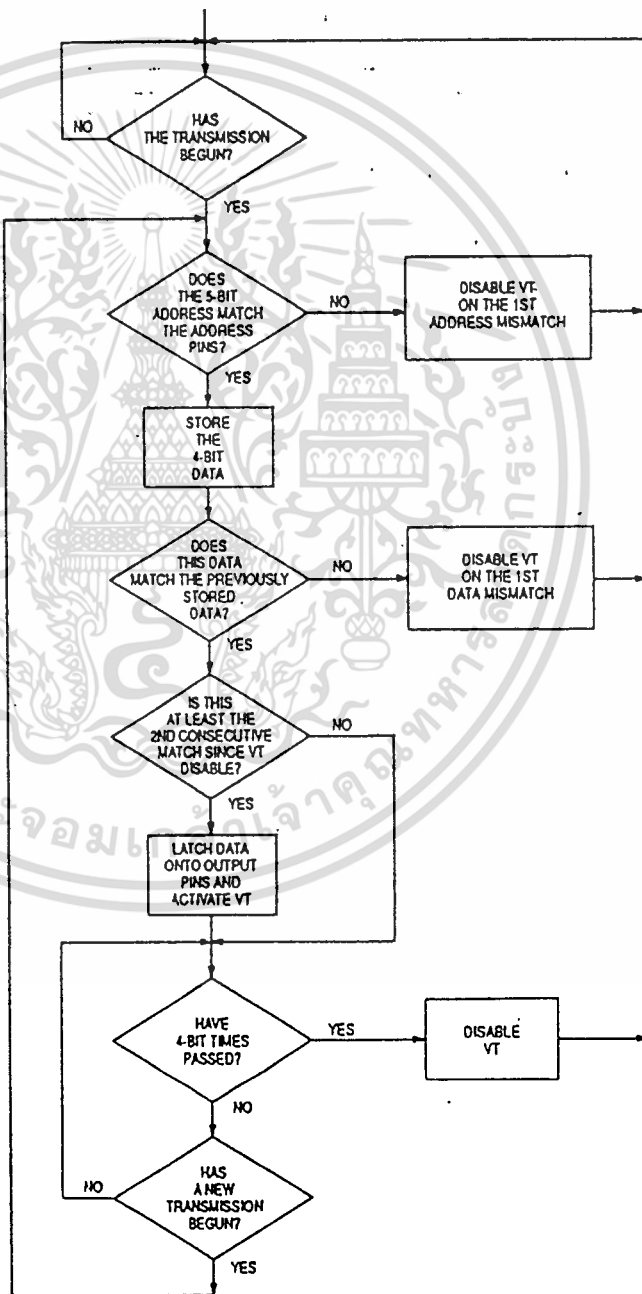 HAS
THE TRANSMISSION
BEGUN?
NO
YES
DOES
THE 5-BIT
ADDRESS MATCH
THE ADDRESS
PINS?
NO
DISABLE VT
ON THE 1ST
ADDRESS MISMATCH
YES
STORE
THE
4-BIT
DATA
DOES
THIS DATA
MATCH THE PREVIOUSLY
STORED
DATA?
NO
DISABLE VT
ON THE 1ST
DATA MISMATCH
YES
IS THIS
AT LEAST THE
2ND CONSECUTIVE
MATCH SINCE VT
DISABLE?
NO
YES
LATCH DATA
ONTO OUTPUT
PINS AND
ACTIVATE VT
HAVE
4-BIT TIMES
PASSED?
YES
DISABLE
VT
NO
HAS
A NEW
TRANSMISSION
BEGUN?
NO
YES